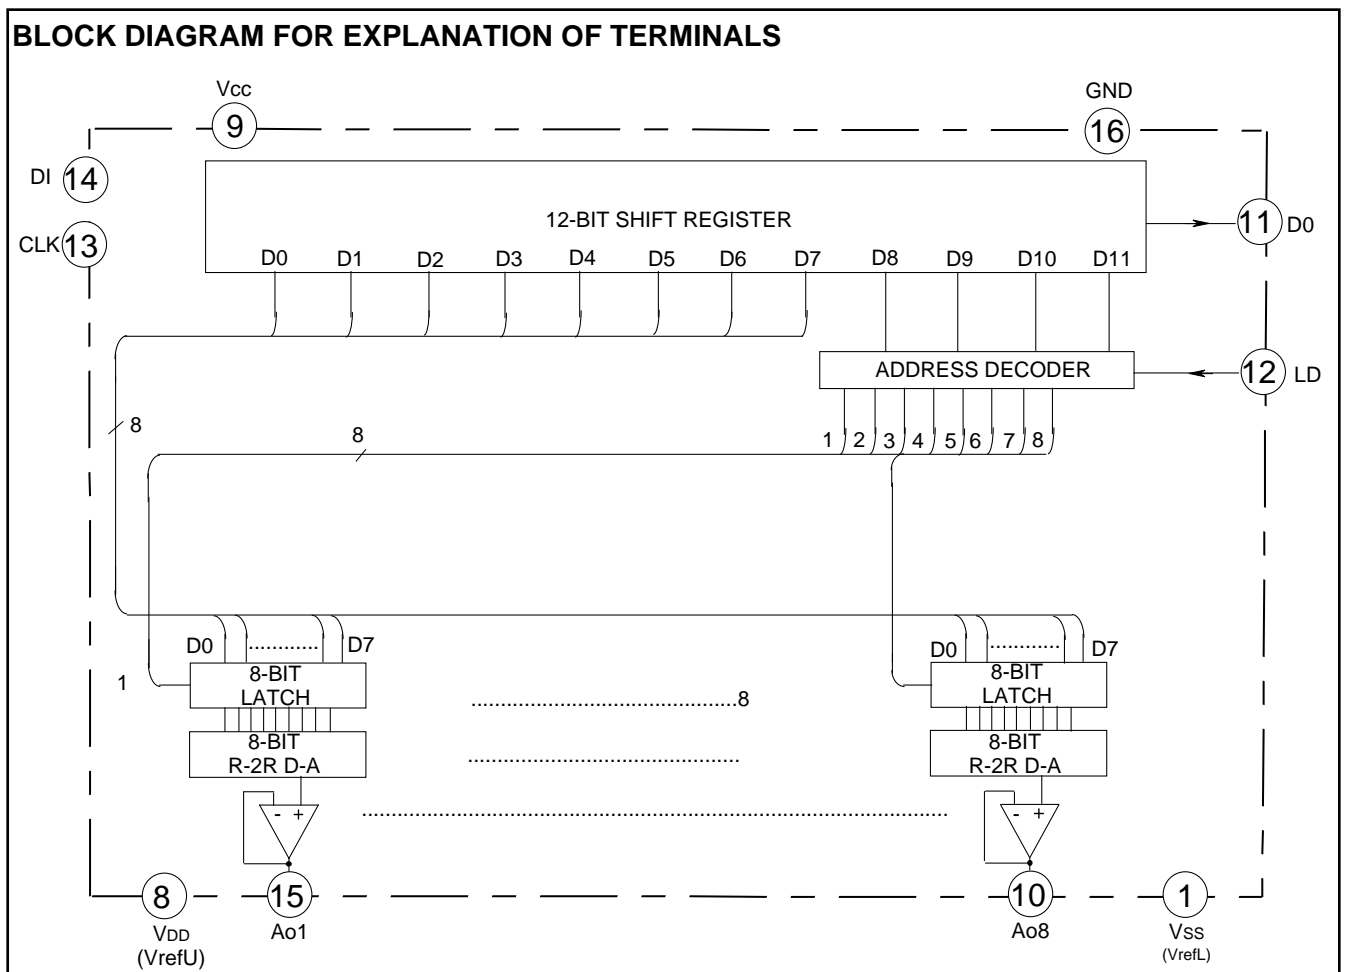 BLOCK DIAGRAM FOR EXPLANATION OF TERMINALS
Vcc
GND
9
16
DI 14
12-BIT SHIFT REGISTER
11 D0
CLK 13
D0 D1 D2 D3 D4 D5 D6 D7 D8 D9 D10 D11
ADDRESS DECODER
12 LD
8
8
1 2 3 4 5 6 7 8
D0 ............ D7
D0 ............ D7
1
8-BIT
LATCH
.......................................8
8-BIT
LATCH
8-BIT
R-2R D-A
.......................................
8-BIT
R-2R D-A
- +
....................................................................................
- +
8
15
10
1
VDD
(VrefU)
Ao1
Ao8
VSS
(VrefL)